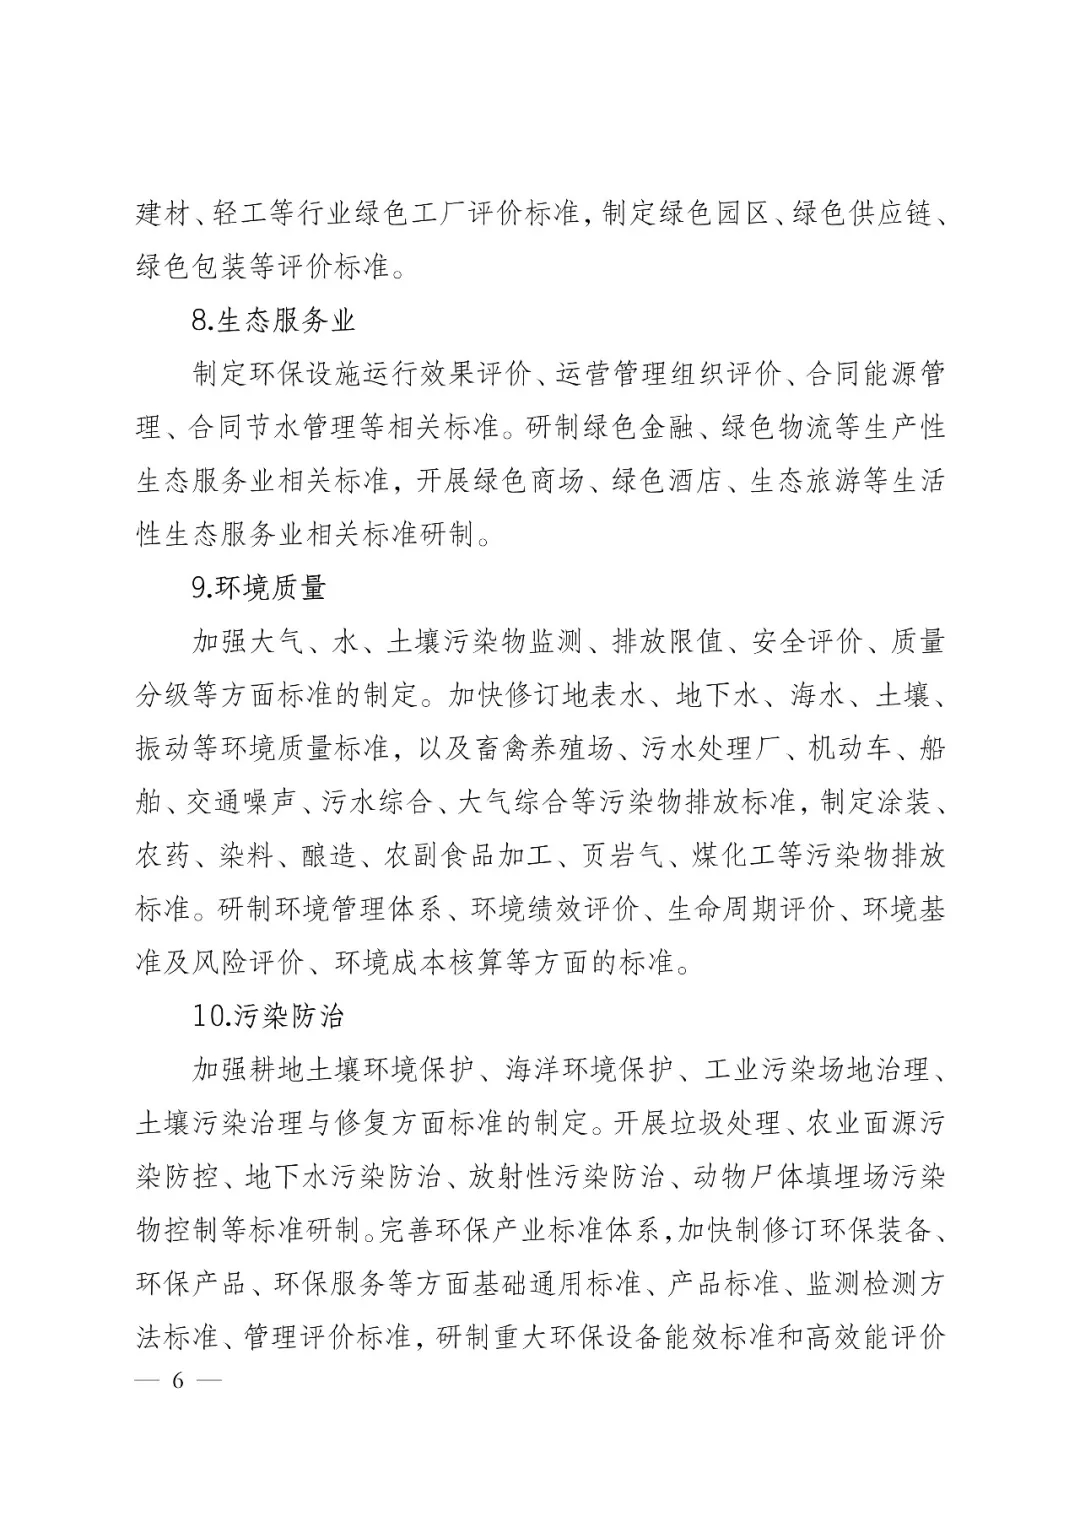 建材、轻工等行业绿色工厂评价标准，制定绿色园区、绿色供应链、
绿色包装等评价标准。
8.生态服务业
制定环保设施运行效果评价、运营管理组织评价、合同能源管
理、合同节水管理等相关标准。研制绿色金融、绿色物流等生产性
生态服务业相关标准，开展绿色商场、绿色酒店、生态旅游等生活
性生态服务业相关标准研制。
9.环境质量
加强大气、水、土壤污染物监测、排放限值、安全评价、质量
分级等方面标准的制定。加快修订地表水、地下水、海水、土壤、
振动等环境质量标准，以及畜禽养殖场、污水处理厂、机动车、船
舶、交通噪声、污水综合、大气综合等污染物排放标准，制定涂装、
农药、染料、酿造、农副食品加工、页岩气、煤化工等污染物排放
标准。研制环境管理体系、环境绩效评价、生命周期评价、环境基
准及风险评价、环境成本核算等方面的标准。
10.污染防治
加强耕地土壤环境保护、海洋环境保护、工业污染场地治理、
土壤污染治理与修复方面标准的制定。开展垃圾处理、农业面源污
染防控、地下水污染防治、放射性污染防治、动物尸体填埋场污染
物控制等标准研制。完善环保产业标准体系，加快制修订环保装备、
环保产品、环保服务等方面基础通用标准、产品标准、监测检测方
法标准、管理评价标准，研制重大环保设备能效标准和高效能评价
— 6 —